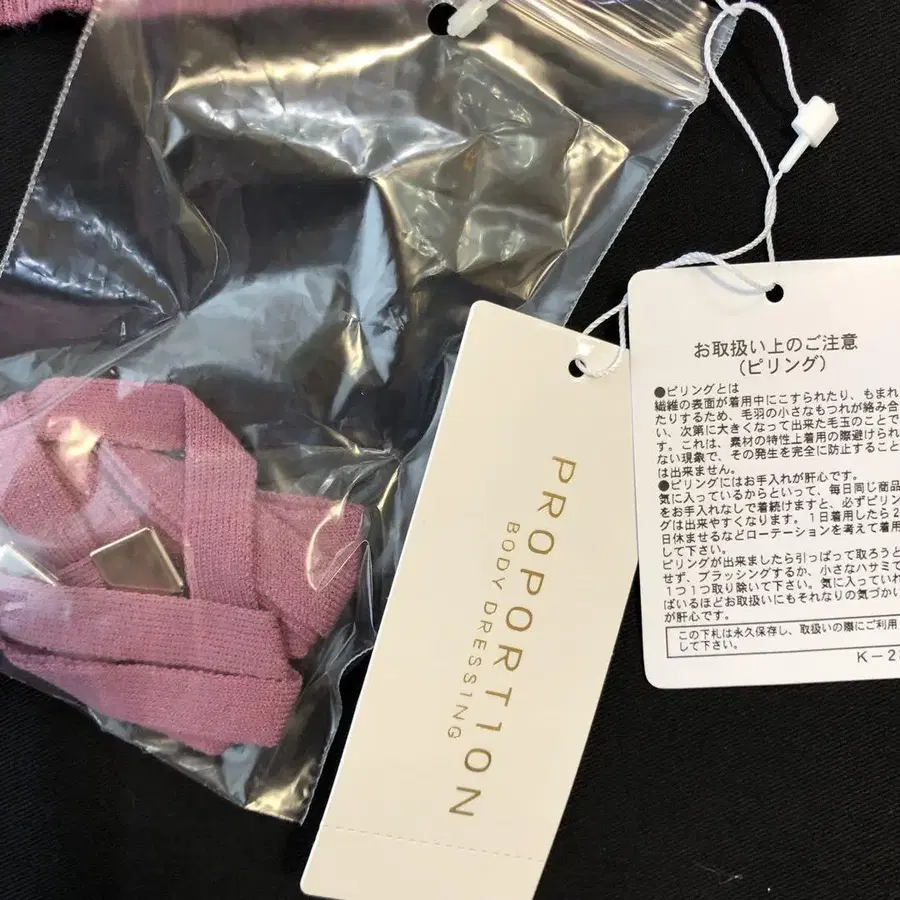 PROPORT1ON
BODY DRESS1NG
お取扱い上のご注意
（ピリング）
●ピリングとは
繊維の表面が着用中にこすられたり、もまれ
たりするため、毛羽の小さなもつれが絡み合
い、次第に大きくなって出来た毛玉のことで
す。これは、素材の特性上着用の際避けられ
ない現象で、その発生を完全に防止すること
は出来ません。
●ピリングにはお手入れが肝心です。
気に入っているからといって、毎日同じ商品
をお手入れなしで着続けますと、必ずピリン
グは出来やすくなります。1日着用したら2
日休ませるなどローテーションを考えて着用
して下さい。
ピリングが出来ましたら引っぱって取ろうと
せず、ブラッシングするか、小さなハサミで
1つ1つ取り除いて下さい。気に入っていれ
ばいるほどお取扱いにもそれなりの気づかい
が肝心です。
この下札は永久保存し、取扱いの際にご利用
して下さい。
K－2